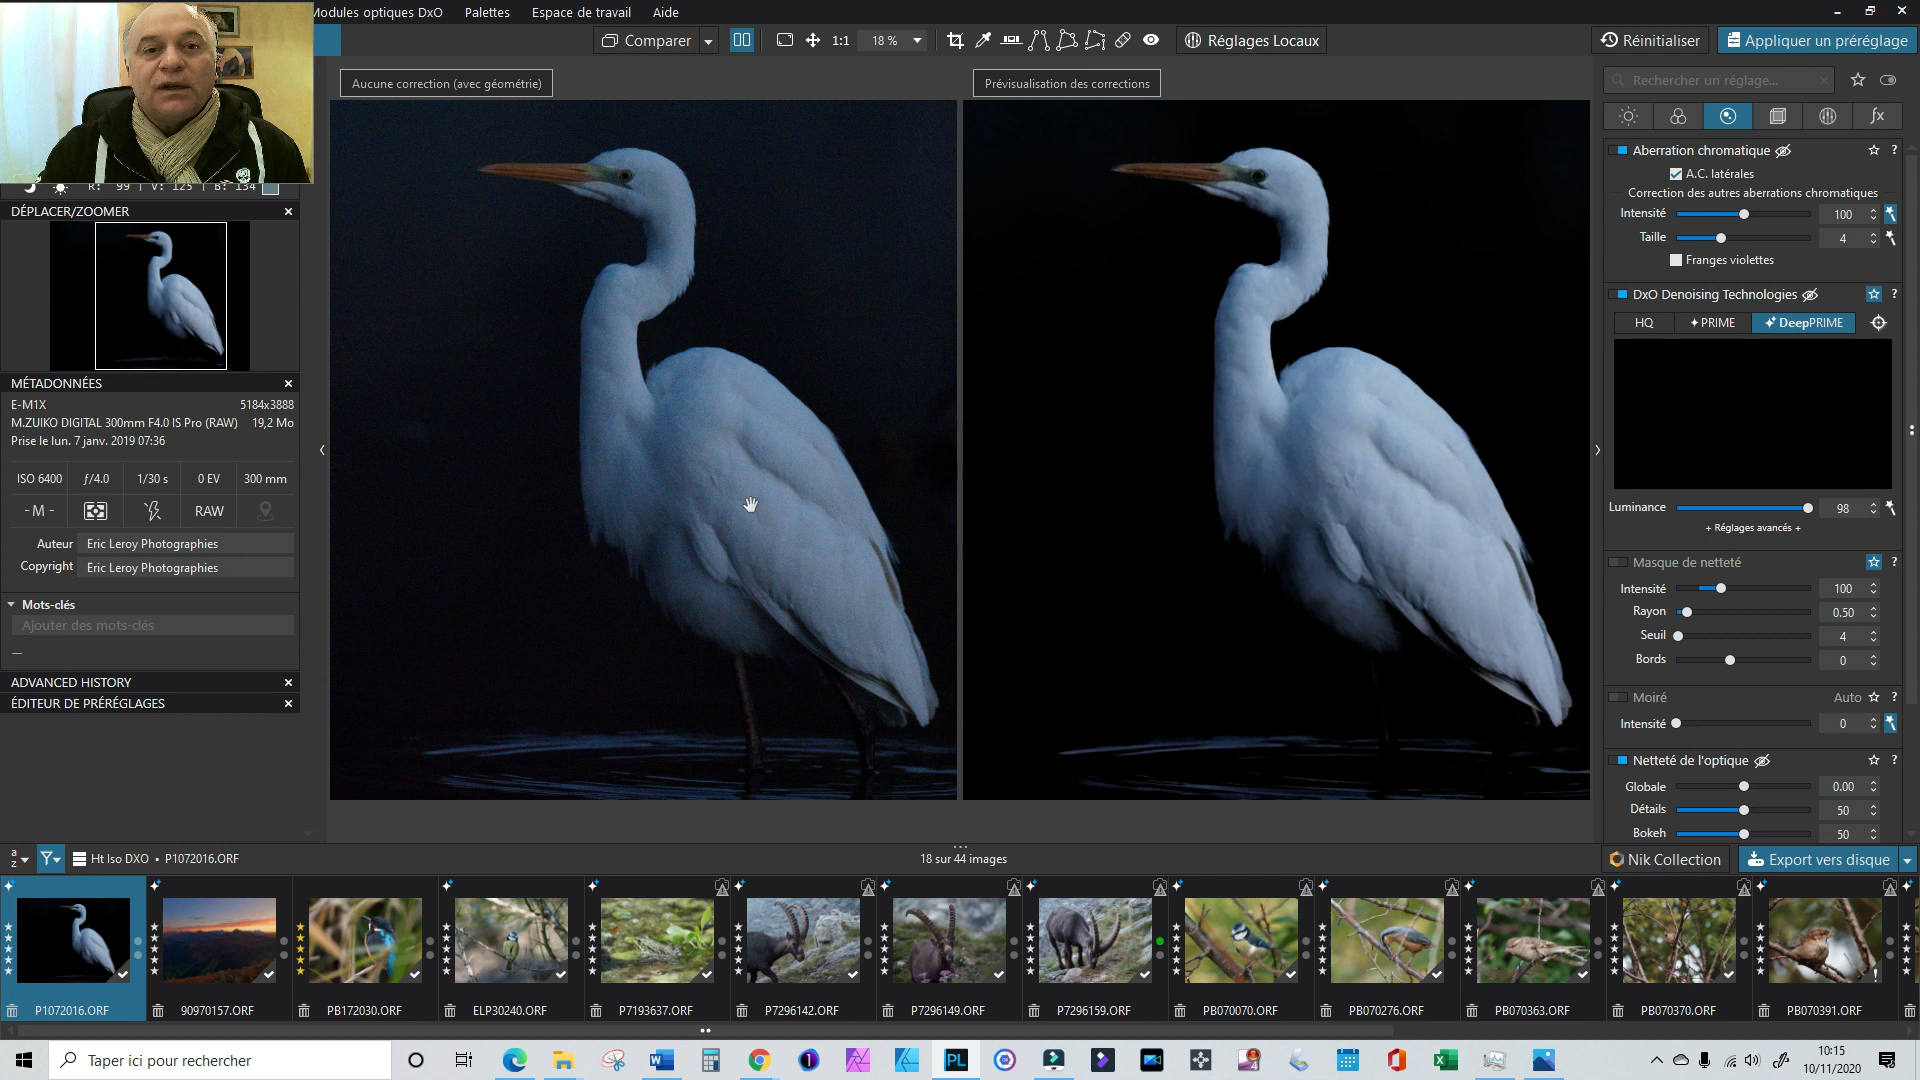 Modules optiques DxO Palettes Espace de travail Aide
Comparer 1:1 18 % Réglages Locaux Réinitialiser Appliquer un préréglage
Aucune correction (avec géométrie)
Prévisualisation des corrections
R: 99 | V: 125 | B: 134
DÉPLACER/ZOOMER
MÉTADONNÉES
E-M1X 5184x3888
M.ZUIKO DIGITAL 300mm F4.0 IS Pro (RAW) 19,2 Mo
Prise le lun. 7 janv. 2019 07:36
ISO 6400 ƒ/4.0 1/30 s 0 EV 300 mm
- M - RAW
Auteur Eric Leroy Photographies
Copyright Eric Leroy Photographies
Mots-clés
Ajouter des mots-clés
—
ADVANCED HISTORY
ÉDITEUR DE PRÉRÉGLAGES
Rechercher un réglage...
fx
Aberration chromatique ?
A.C. latérales
Correction des autres aberrations chromatiques
Intensité 100
Taille 4
Franges violettes
DxO Denoising Technologies ?
HQ PRIME DeepPRIME
Luminance 98
+ Réglages avancés +
Masque de netteté ?
Intensité 100
Rayon 0.50
Seuil 4
Bords 0
Moiré Auto ?
Intensité 0
Netteté de l'optique ?
Globale 0.00
Détails 50
Bokeh 50
a
z
Ht Iso DXO • P1072016.ORF 18 sur 44 images Nik Collection Export vers disque
P1072016.ORF 90970157.ORF PB172030.ORF ELP30240.ORF P7193637.ORF P7296142.ORF P7296149.ORF P7296159.ORF PB070070.ORF PB070276.ORF PB070363.ORF PB070370.ORF PB070391.ORF
Taper ici pour rechercher
PL
10:15
10/11/2020